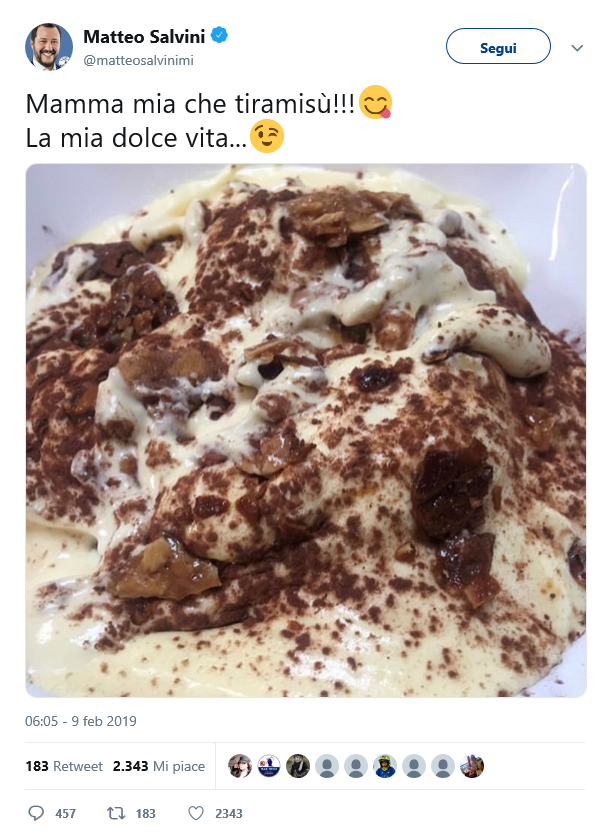 Matteo Salvini
@matteosalvinimi
Segui
Mamma mia che tiramisù!!!😋
La mia dolce vita...😉
06:05 - 9 feb 2019
183 Retweet 2.343 Mi piace
457 183 2343